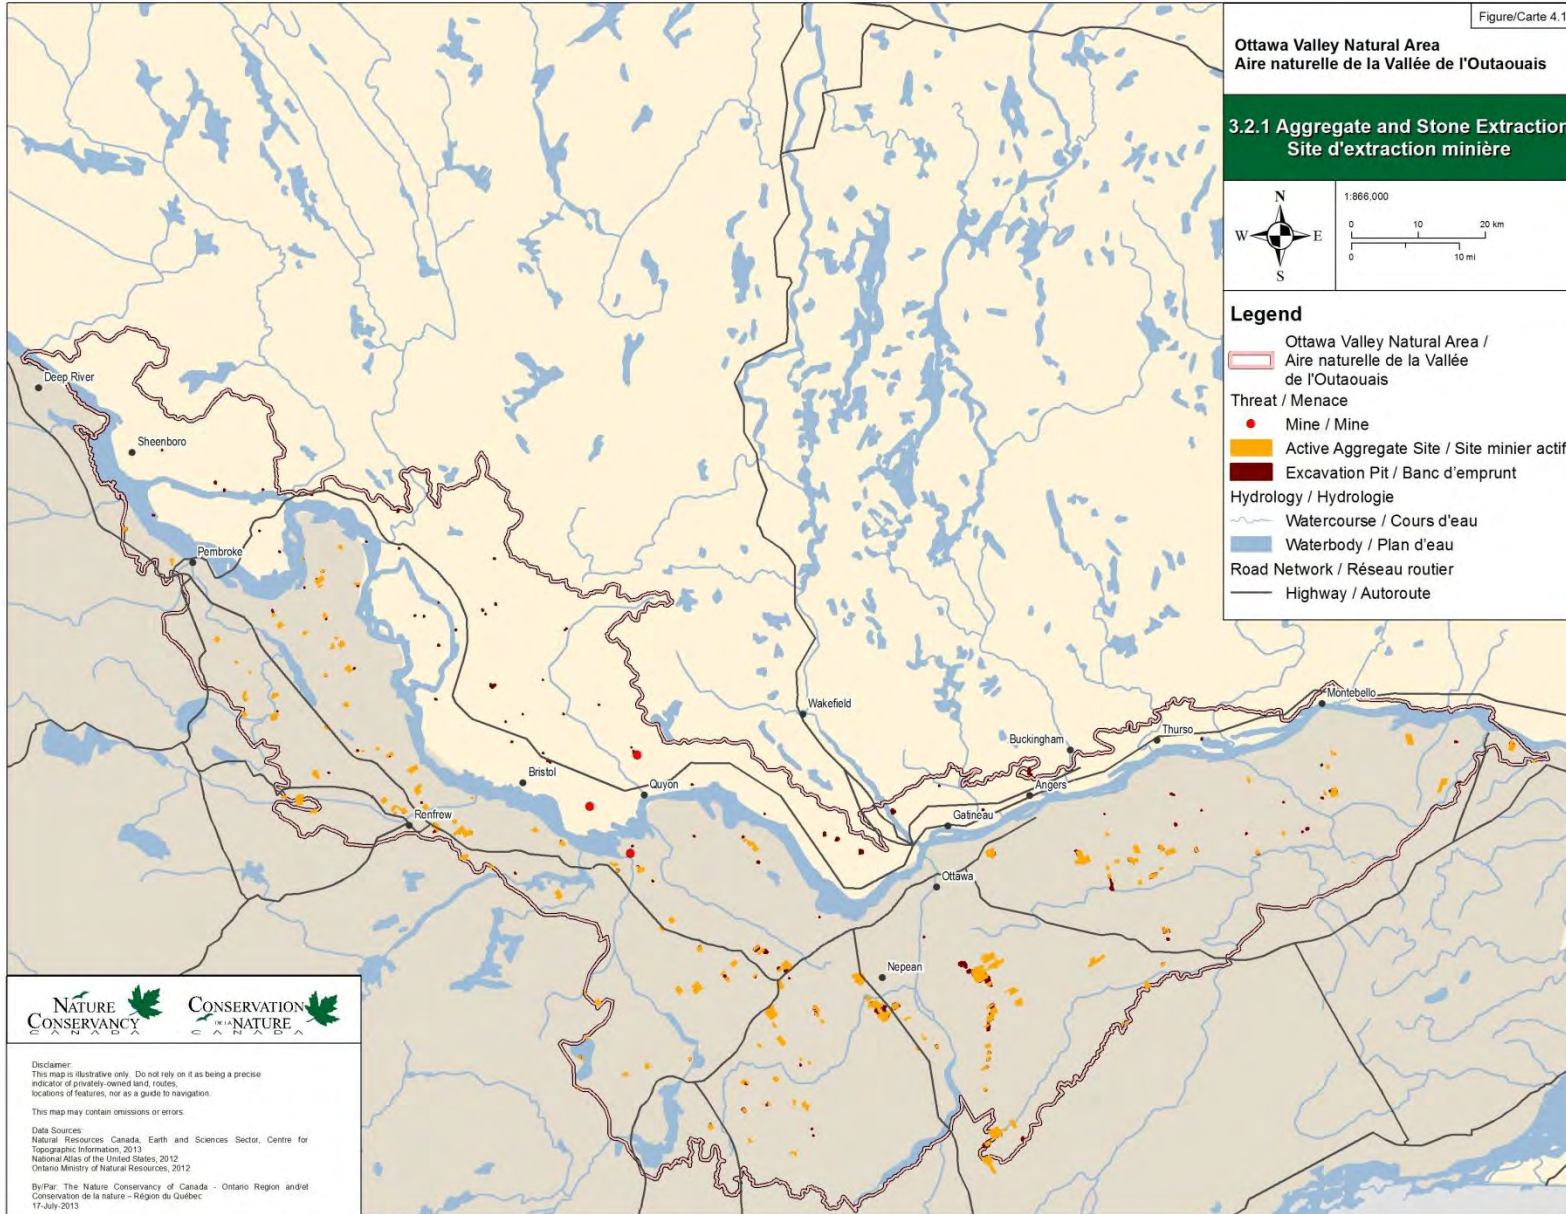 Figure/Carte 4.1
Ottawa Valley Natural Area
Aire naturelle de la Vallée de l'Outaouais
3.2.1 Aggregate and Stone Extraction
Site d'extraction minière
N
W
E
S
1:866,000
0 10 20 km
0 10 mi
Legend
Ottawa Valley Natural Area /
Aire naturelle de la Vallée
de l'Outaouais
Threat / Menace
Mine / Mine
Active Aggregate Site / Site minier actif
Excavation Pit / Banc d'emprunt
Hydrology / Hydrologie
Watercourse / Cours d'eau
Waterbody / Plan d'eau
Road Network / Réseau routier
Highway / Autoroute
Deep River
Sheenboro
Pembroke
Wakefield
Montebello
Buckingham
Thurso
Bristol
Quyon
Angers
Renfrew
Gatineau
Ottawa
Nepean
NATURE
CONSERVANCY
CANADA
CONSERVATION
DE LA NATURE
CANADA
Disclaimer:
This map is illustrative only. Do not rely on it as being a precise
indicator of privately-owned land, routes,
locations of features, nor as a guide to navigation.
This map may contain omissions or errors.
Data Sources:
Natural Resources Canada, Earth and Sciences Sector, Centre for
Topographic Information, 2013
National Atlas of the United States, 2012
Ontario Ministry of Natural Resources, 2012
By/Par: The Nature Conservancy of Canada - Ontario Region and/et
Conservation de la nature – Région du Québec
17-July-2013